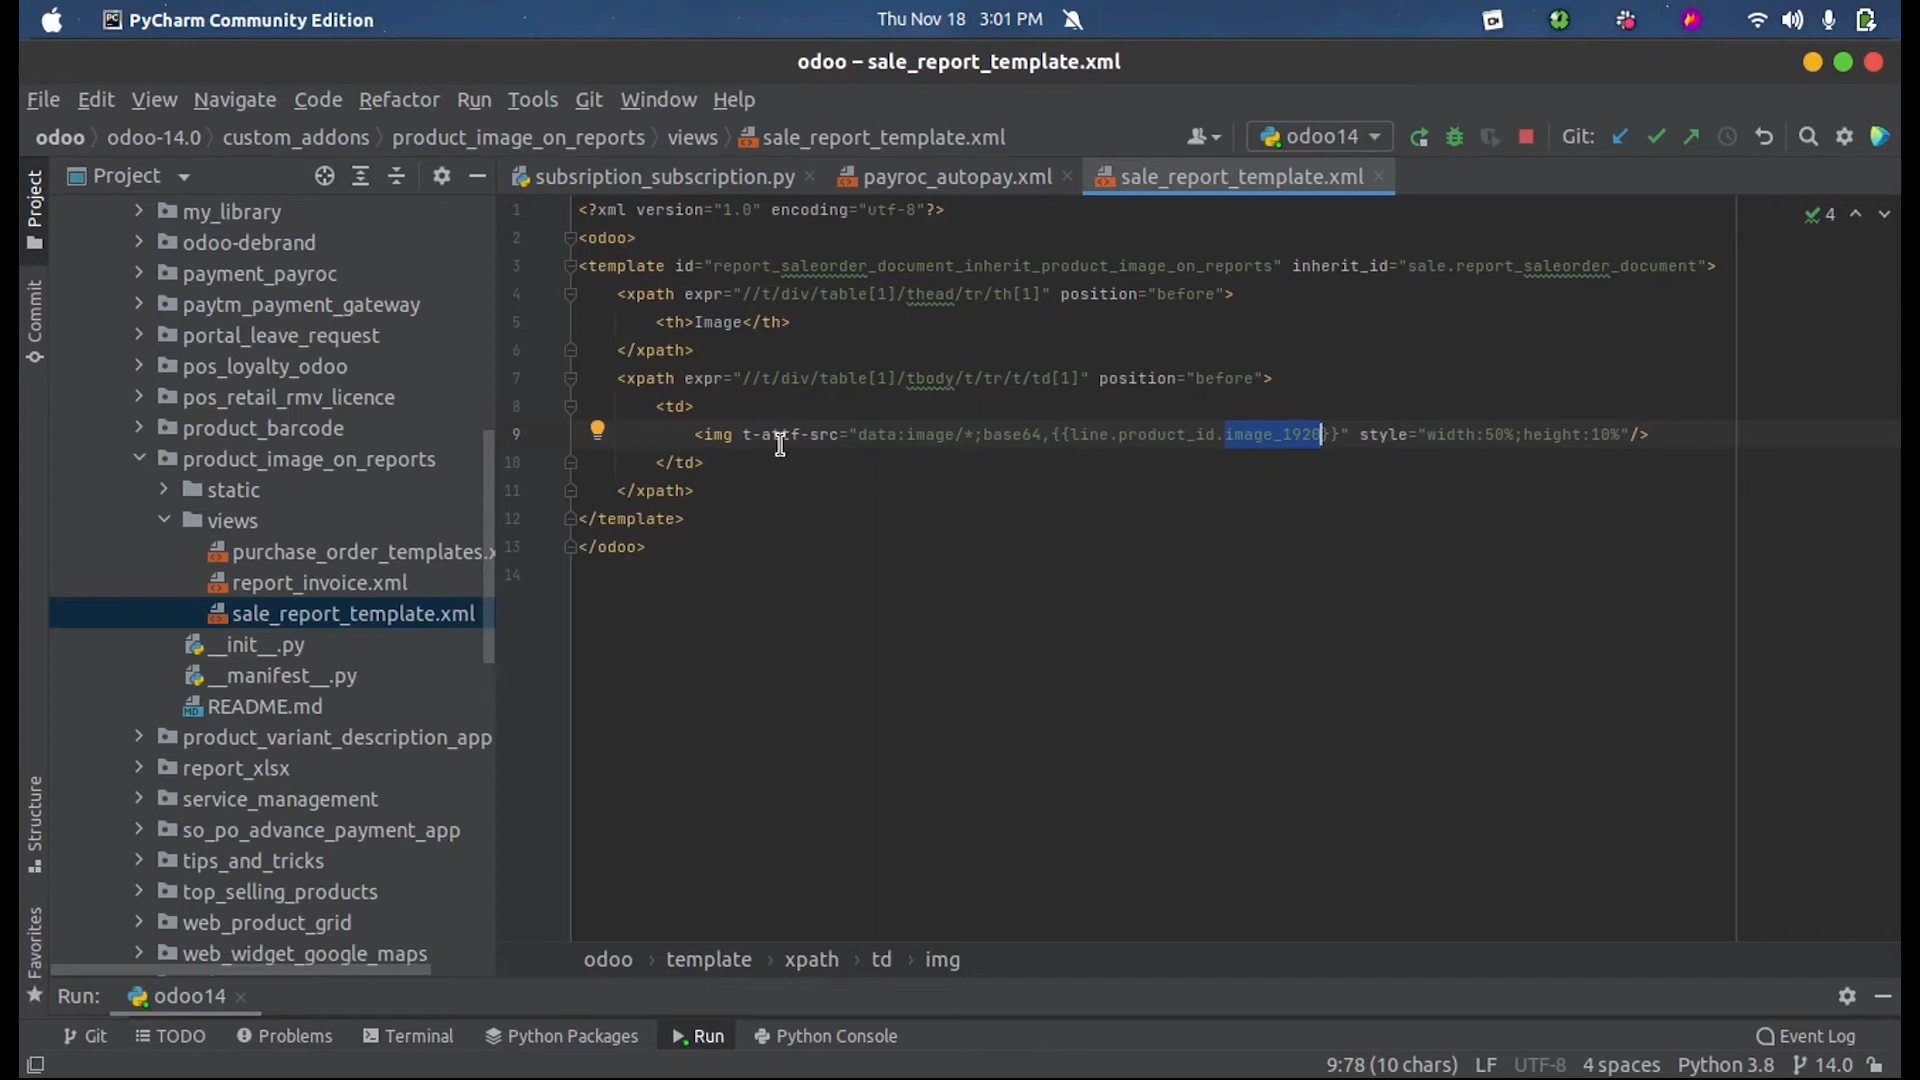 PyCharm Community Edition
Thu Nov 18 3:01 PM
odoo – sale_report_template.xml
File Edit View Navigate Code Refactor Run Tools Git Window Help
odoo odoo-14.0 custom_addons product_image_on_reports views sale_report_template.xml
odoo14
Git:
Project
subsription_subscription.py payroc_autopay.xml sale_report_template.xml
Project
Commit
Structure
Favorites
my_library
odoo-debrand
payment_payroc
paytm_payment_gateway
portal_leave_request
pos_loyalty_odoo
pos_retail_rmv_licence
product_barcode
product_image_on_reports
static
views
purchase_order_templates.x
report_invoice.xml
sale_report_template.xml
__init__.py
__manifest__.py
README.md
product_variant_description_app
report_xlsx
service_management
so_po_advance_payment_app
tips_and_tricks
top_selling_products
web_product_grid
web_widget_google_maps
4
1 <?xml version="1.0" encoding="utf-8"?>
2 <odoo>
3 <template id="report_saleorder_document_inherit_product_image_on_reports" inherit_id="sale.report_saleorder_document">
4 <xpath expr="//t/div/table[1]/thead/tr/th[1]" position="before">
5 <th>Image</th>
6 </xpath>
7 <xpath expr="//t/div/table[1]/tbody/t/tr/t/td[1]" position="before">
8 <td>
9 <img t-attf-src="data:image/*;base64,{{line.product_id.image_1920}}" style="width:50%;height:10%"/>
10 </td>
11 </xpath>
12 </template>
13 </odoo>
14
odoo template xpath td img
Run: odoo14
Git TODO Problems Terminal Python Packages Run Python Console Event Log
9:78 (10 chars) LF UTF-8 4 spaces Python 3.8 14.0